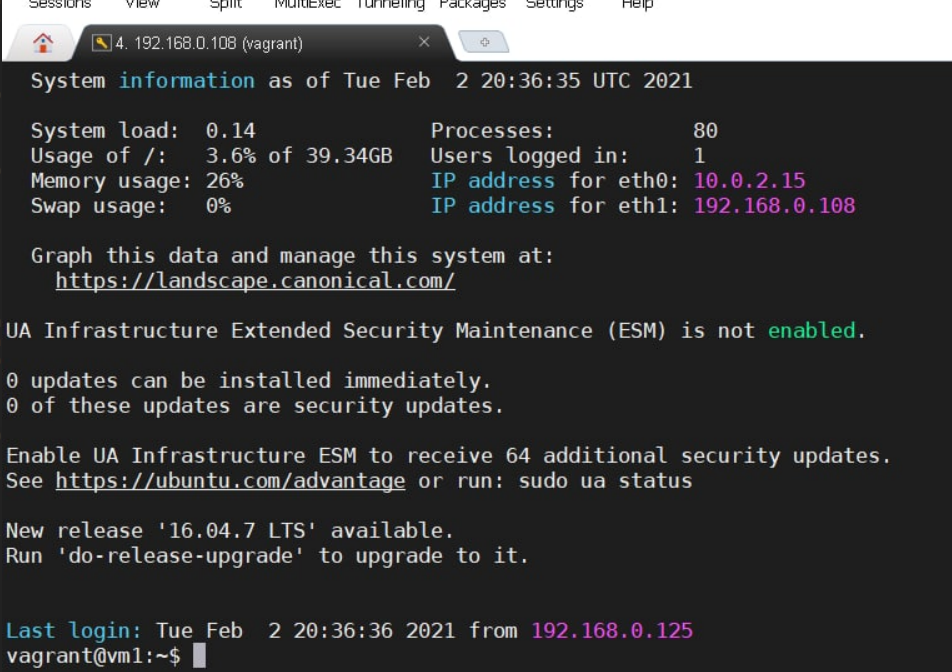 Sessions View Split MultiExec Tunneling Packages Settings Help
4. 192.168.0.108 (vagrant)
System information as of Tue Feb  2 20:36:35 UTC 2021
System load:  0.14 Processes: 80
Usage of /:   3.6% of 39.34GB Users logged in: 1
Memory usage: 26% IP address for eth0: 10.0.2.15
Swap usage:   0% IP address for eth1: 192.168.0.108
Graph this data and manage this system at:
https://landscape.canonical.com/
UA Infrastructure Extended Security Maintenance (ESM) is not enabled.
0 updates can be installed immediately.
0 of these updates are security updates.
Enable UA Infrastructure ESM to receive 64 additional security updates.
See https://ubuntu.com/advantage or run: sudo ua status
New release '16.04.7 LTS' available.
Run 'do-release-upgrade' to upgrade to it.
Last login: Tue Feb  2 20:36:36 2021 from 192.168.0.125
vagrant@vm1:~$